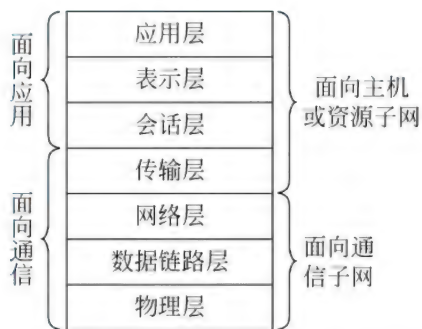 面向应用
面向通信
应用层
表示层
会话层
传输层
网络层
数据链路层
物理层
面向主机
或资源子网
面向通
信子网